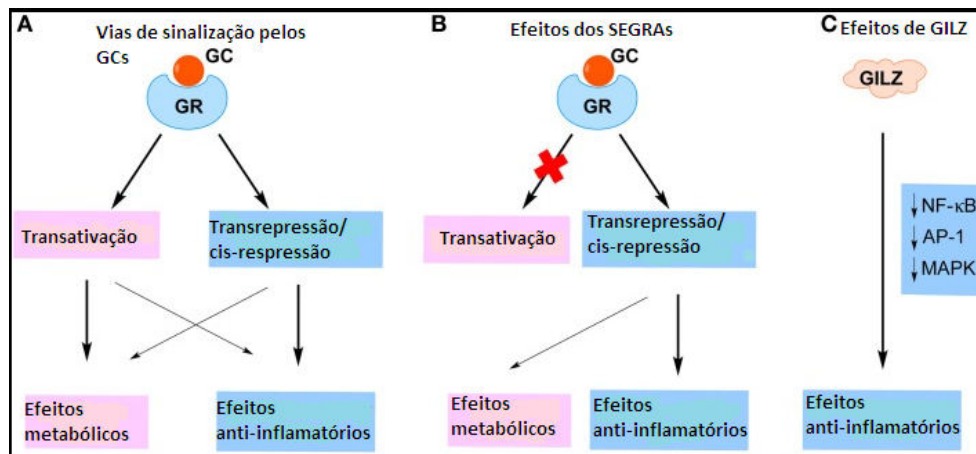 A
Vias de sinalização pelos
GCs
GC
GR
Transativação
Transrepressão/
cis-respressão
Efeitos
metabólicos
Efeitos
anti-inflamatórios
B
Efeitos dos SEGRAs
GC
GR
Transativação
Transrepressão/
cis-repressão
Efeitos
metabólicos
Efeitos
anti-inflamatórios
C
Efeitos de GILZ
GILZ
↓NF-κB
↓AP-1
↓MAPK
Efeitos
anti-inflamatórios